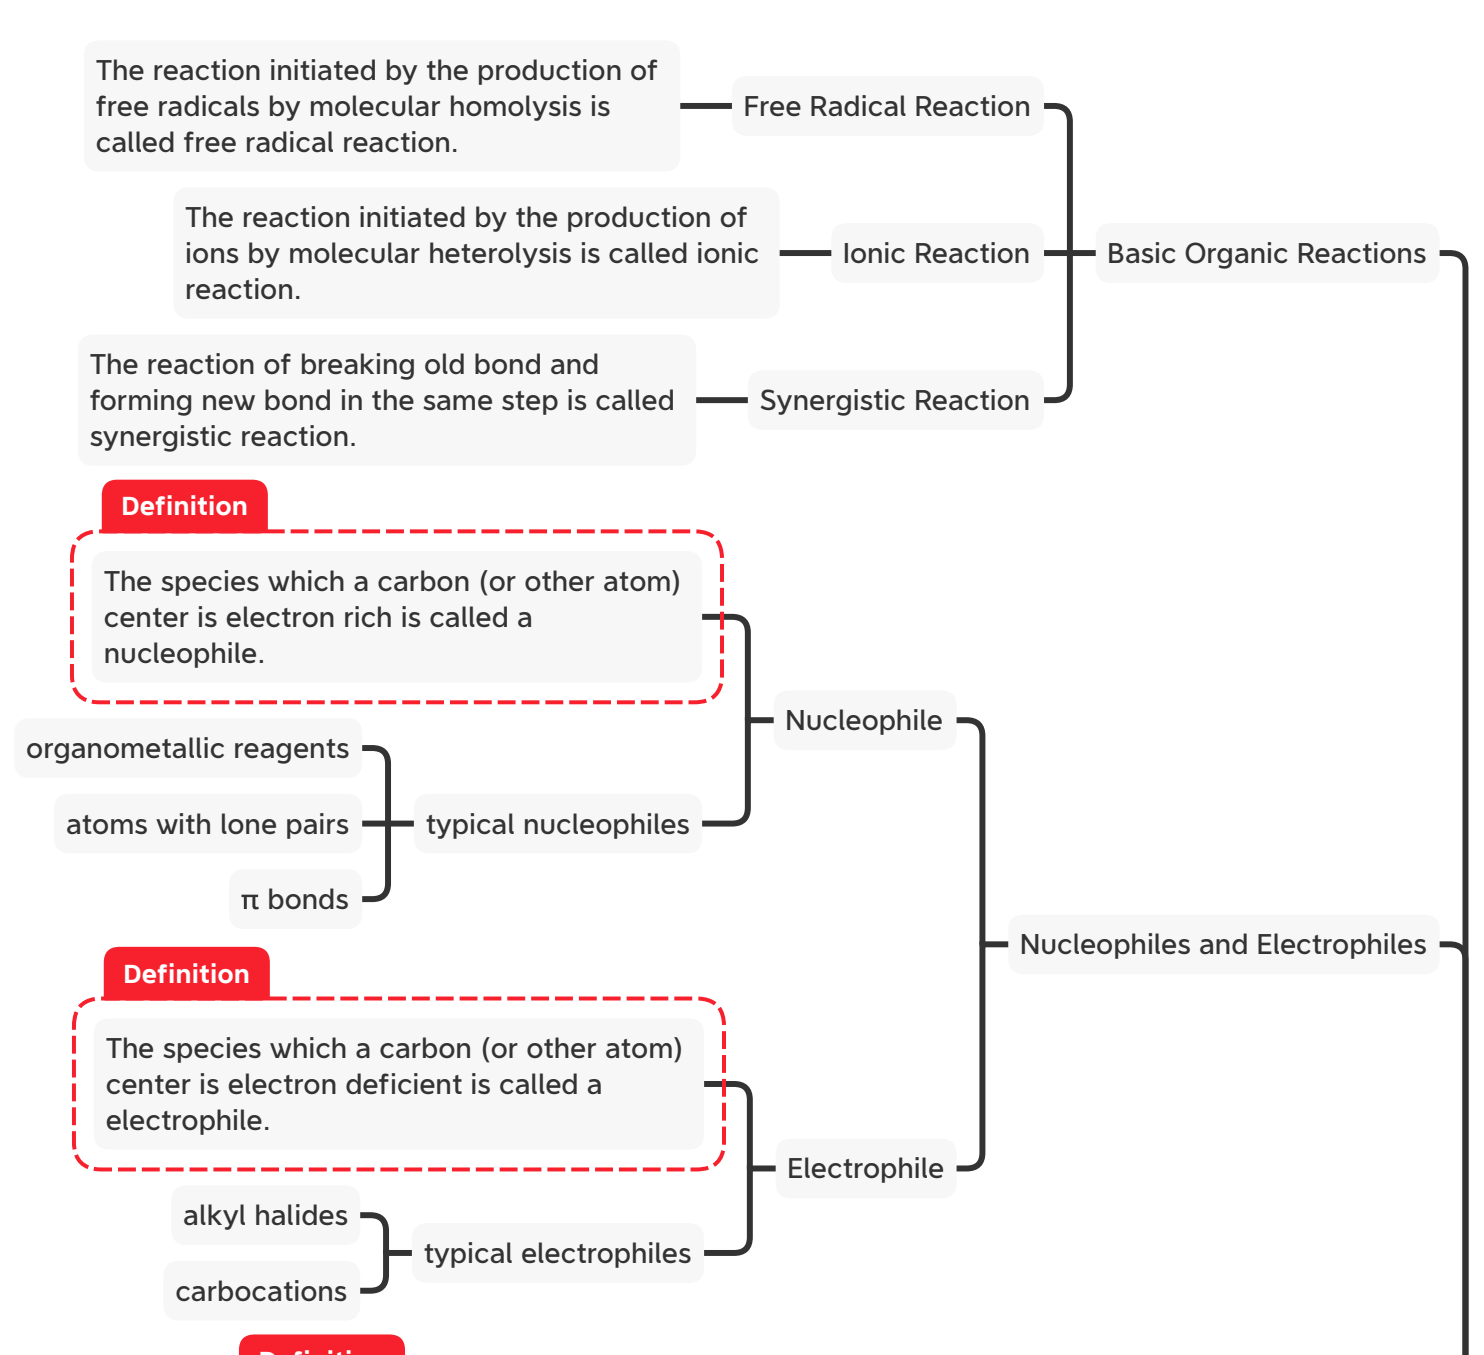 The reaction initiated by the production of
free radicals by molecular homolysis is
called free radical reaction.
Free Radical Reaction
The reaction initiated by the production of
ions by molecular heterolysis is called ionic
reaction.
Ionic Reaction
Basic Organic Reactions
The reaction of breaking old bond and
forming new bond in the same step is called
synergistic reaction.
Synergistic Reaction
Definition
The species which a carbon (or other atom)
center is electron rich is called a
nucleophile.
Nucleophile
organometallic reagents
atoms with lone pairs
typical nucleophiles
π bonds
Nucleophiles and Electrophiles
Definition
The species which a carbon (or other atom)
center is electron deficient is called a
electrophile.
Electrophile
alkyl halides
typical electrophiles
carbocations